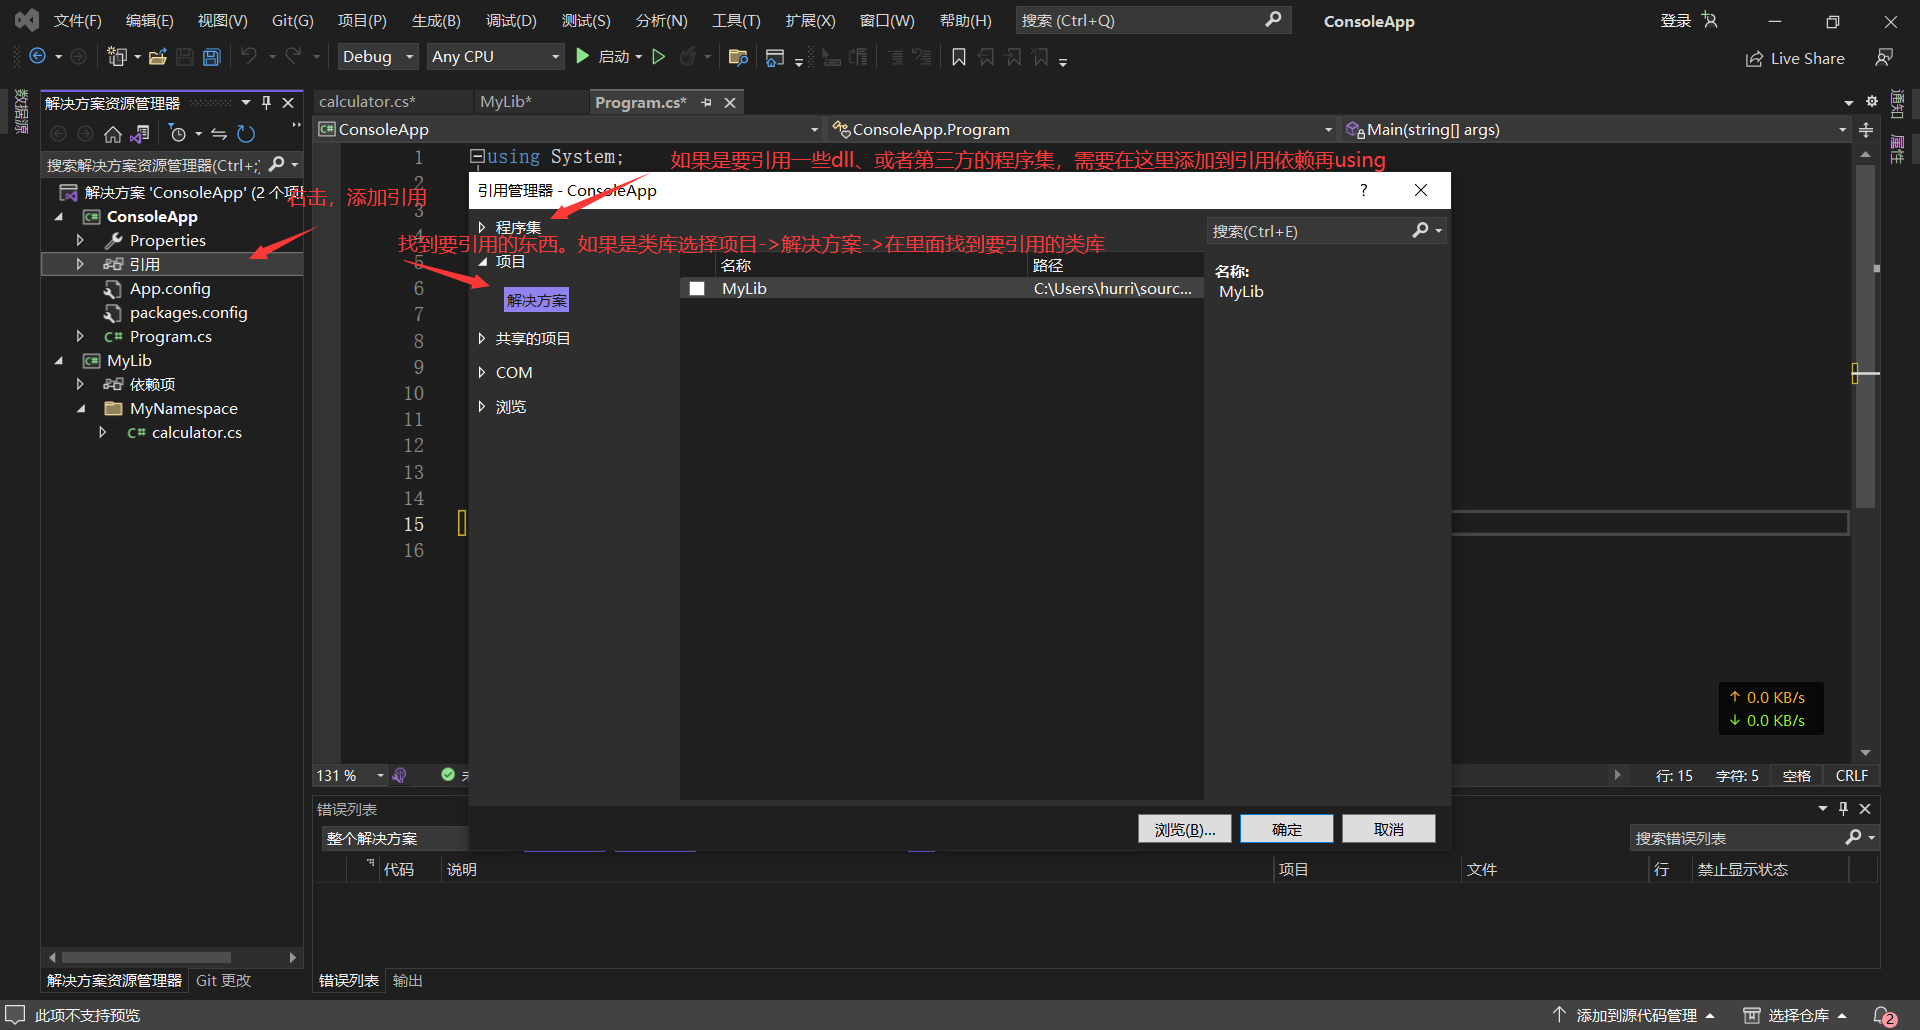 文件(F) 编辑(E) 视图(V) Git(G) 项目(P) 生成(B) 调试(D) 测试(S) 分析(N) 工具(T) 扩展(X) 窗口(W) 帮助(H) 搜索 (Ctrl+Q) ConsoleApp 登录
Debug Any CPU 启动 Live Share
数据源
解决方案资源管理器
搜索解决方案资源管理器(Ctrl+;)
解决方案 'ConsoleApp' (2 个项
ConsoleApp
Properties
引用
App.config
packages.config
Program.cs
MyLib
依赖项
MyNamespace
calculator.cs
解决方案资源管理器 Git 更改
calculator.cs* MyLib* Program.cs*
ConsoleApp ConsoleApp.Program Main(string[] args)
1 using System;
2
3
4
5
6
7
8
9
10
11
12
13
14
15
16
如果是要引用一些dll、或者第三方的程序集，需要在这里添加到引用依赖再using
右击，添加引用
找到要引用的东西。如果是类库选择项目->解决方案->在里面找到要引用的类库
引用管理器 - ConsoleApp ?
程序集
项目
解决方案
共享的项目
COM
浏览
名称 路径
MyLib C:\Users\hurri\sourc...
搜索(Ctrl+E)
名称:
MyLib
浏览(B)... 确定 取消
通知
属性
↑ 0.0 KB/s
↓ 0.0 KB/s
131 % 行: 15 字符: 5 空格 CRLF
错误列表
整个解决方案 搜索错误列表
代码 说明 项目 文件 行 禁止显示状态
错误列表 输出
此项不支持预览 添加到源代码管理 选择仓库 2